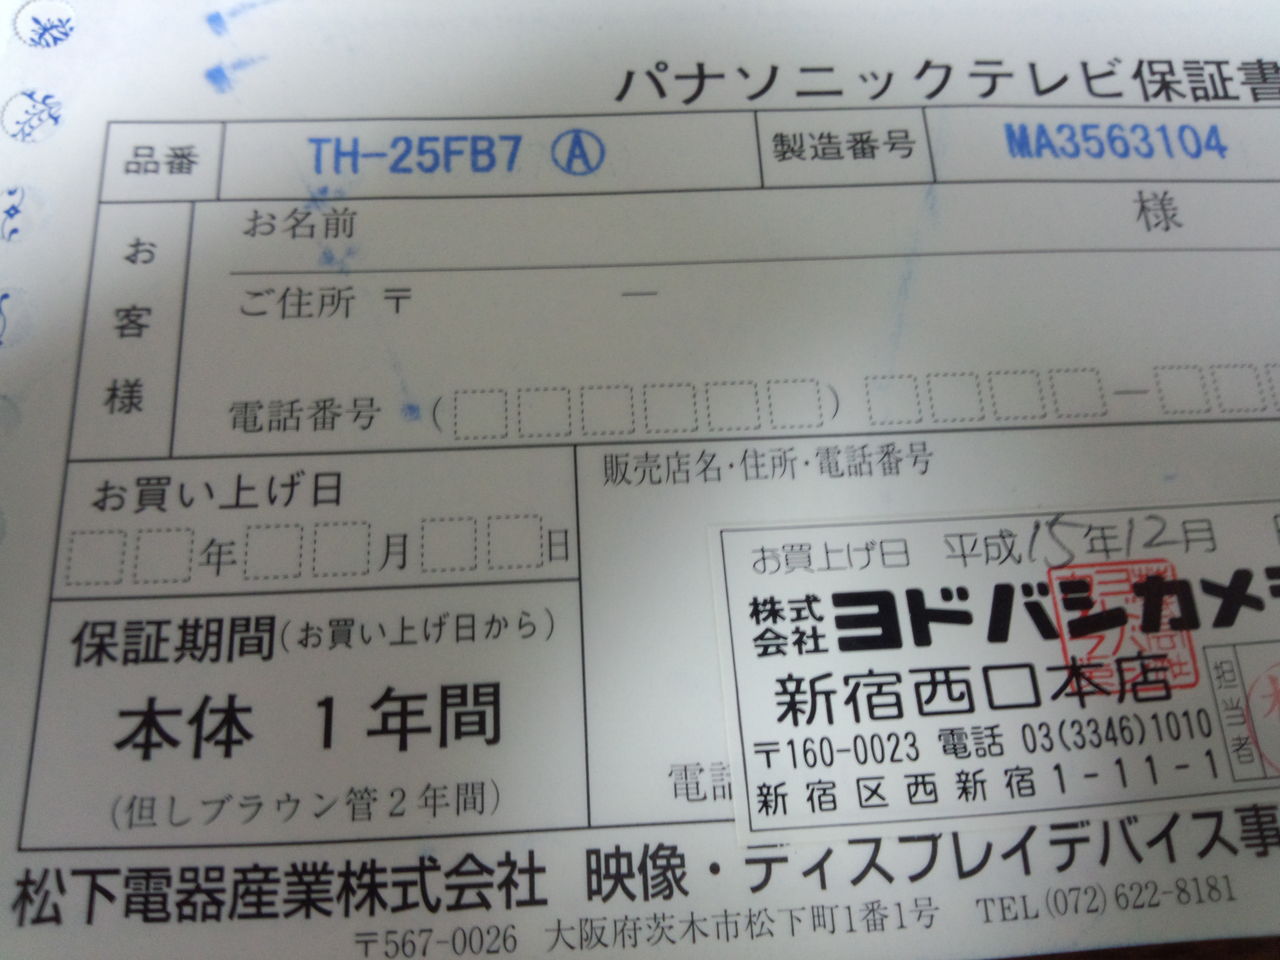 パナソニックテレビ保証書
品番 TH-25FB7 Ⓐ 製造番号 MA3563104
お客様
お名前 様
ご住所 〒 —
電話番号 ( ) —
お買い上げ日
年 月 日
販売店名・住所・電話番号
お買上げ日 平成15年12月
株式会社 ヨドバシカメラ
新宿西口本店
〒160-0023 電話 03(3346)1010
新宿区西新宿1-11-1
担当者
保証期間(お買い上げ日から)
本体 1年間
(但しブラウン管2年間)
電話
松下電器産業株式会社 映像・ディスプレイデバイス事
〒567-0026 大阪府茨木市松下町1番1号 TEL(072)622-8181